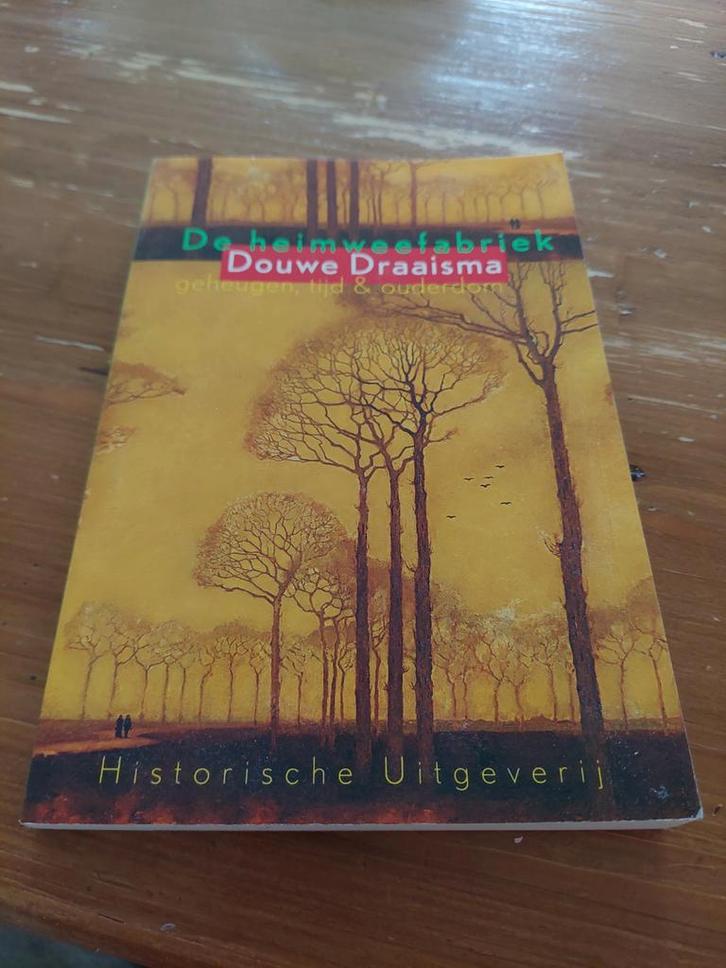 De heimweefabriek
Douwe Draaisma
geheugen, tijd & ouderdom
Historische Uitgeverij